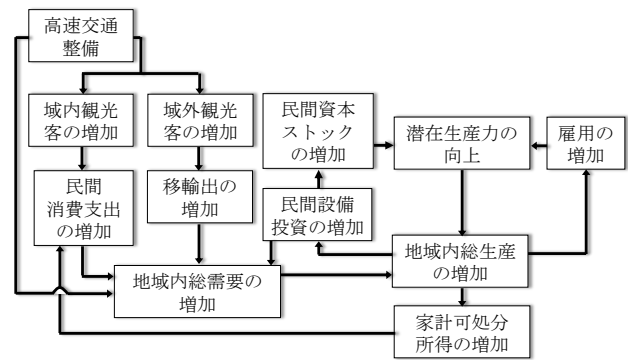 高速交通
整備
域内観光
客の増加
域外観光
客の増加
民間資本
ストック
の増加
潜在生産力の
向上
雇用の
増加
民間
消費支出
の増加
移輸出の
増加
民間設備
投資の増加
地域内総需要の
増加
地域内総生産
の増加
家計可処分
所得の増加